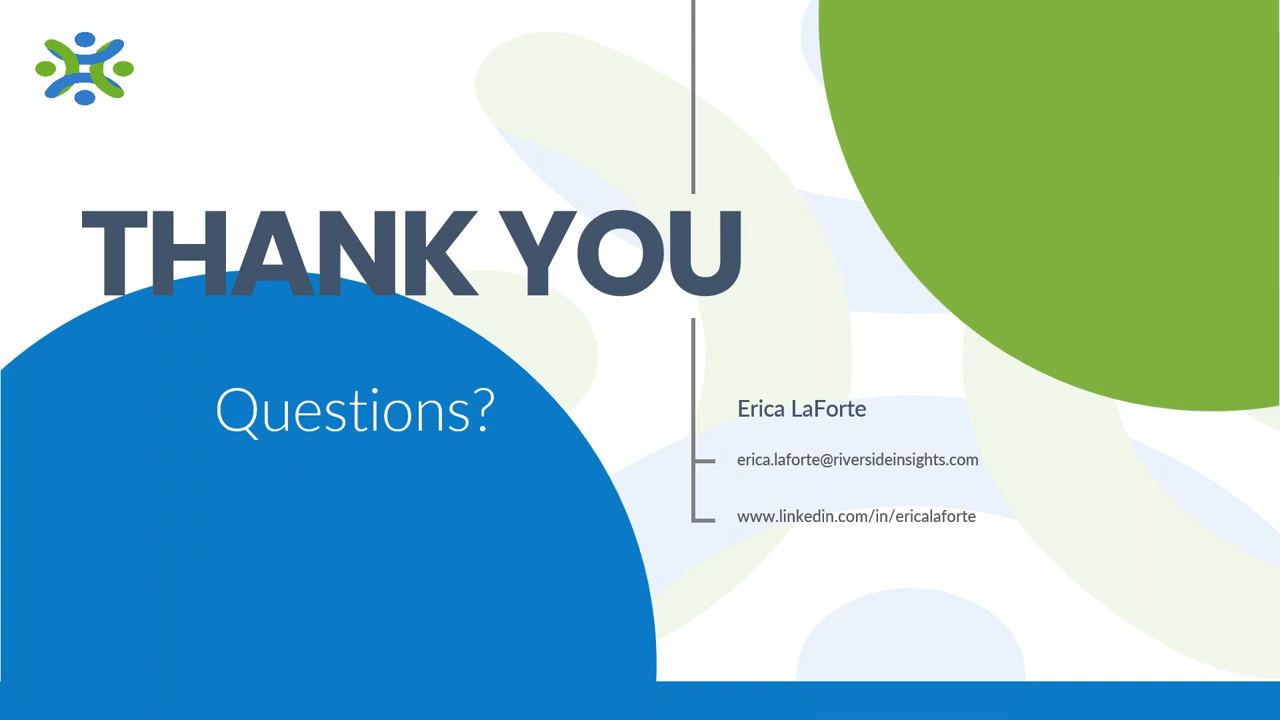 THANK YOU
Questions?
Erica LaForte
erica.laforte@riversideinsights.com
www.linkedin.com/in/ericalaforte